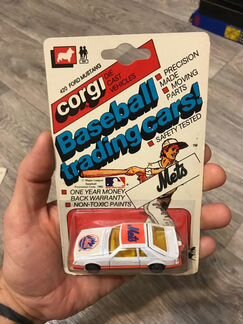 420 FORD MUSTANG
corgi
DIE
CAST
VEHICLES
• PRECISION
MADE
• MOVING
PARTS
Baseball
trading cars!
• SAFETY TESTED
Mets
• ONE YEAR MONEY
BACK WARRANTY
• NON-TOXIC PAINTS
Mets
Mets